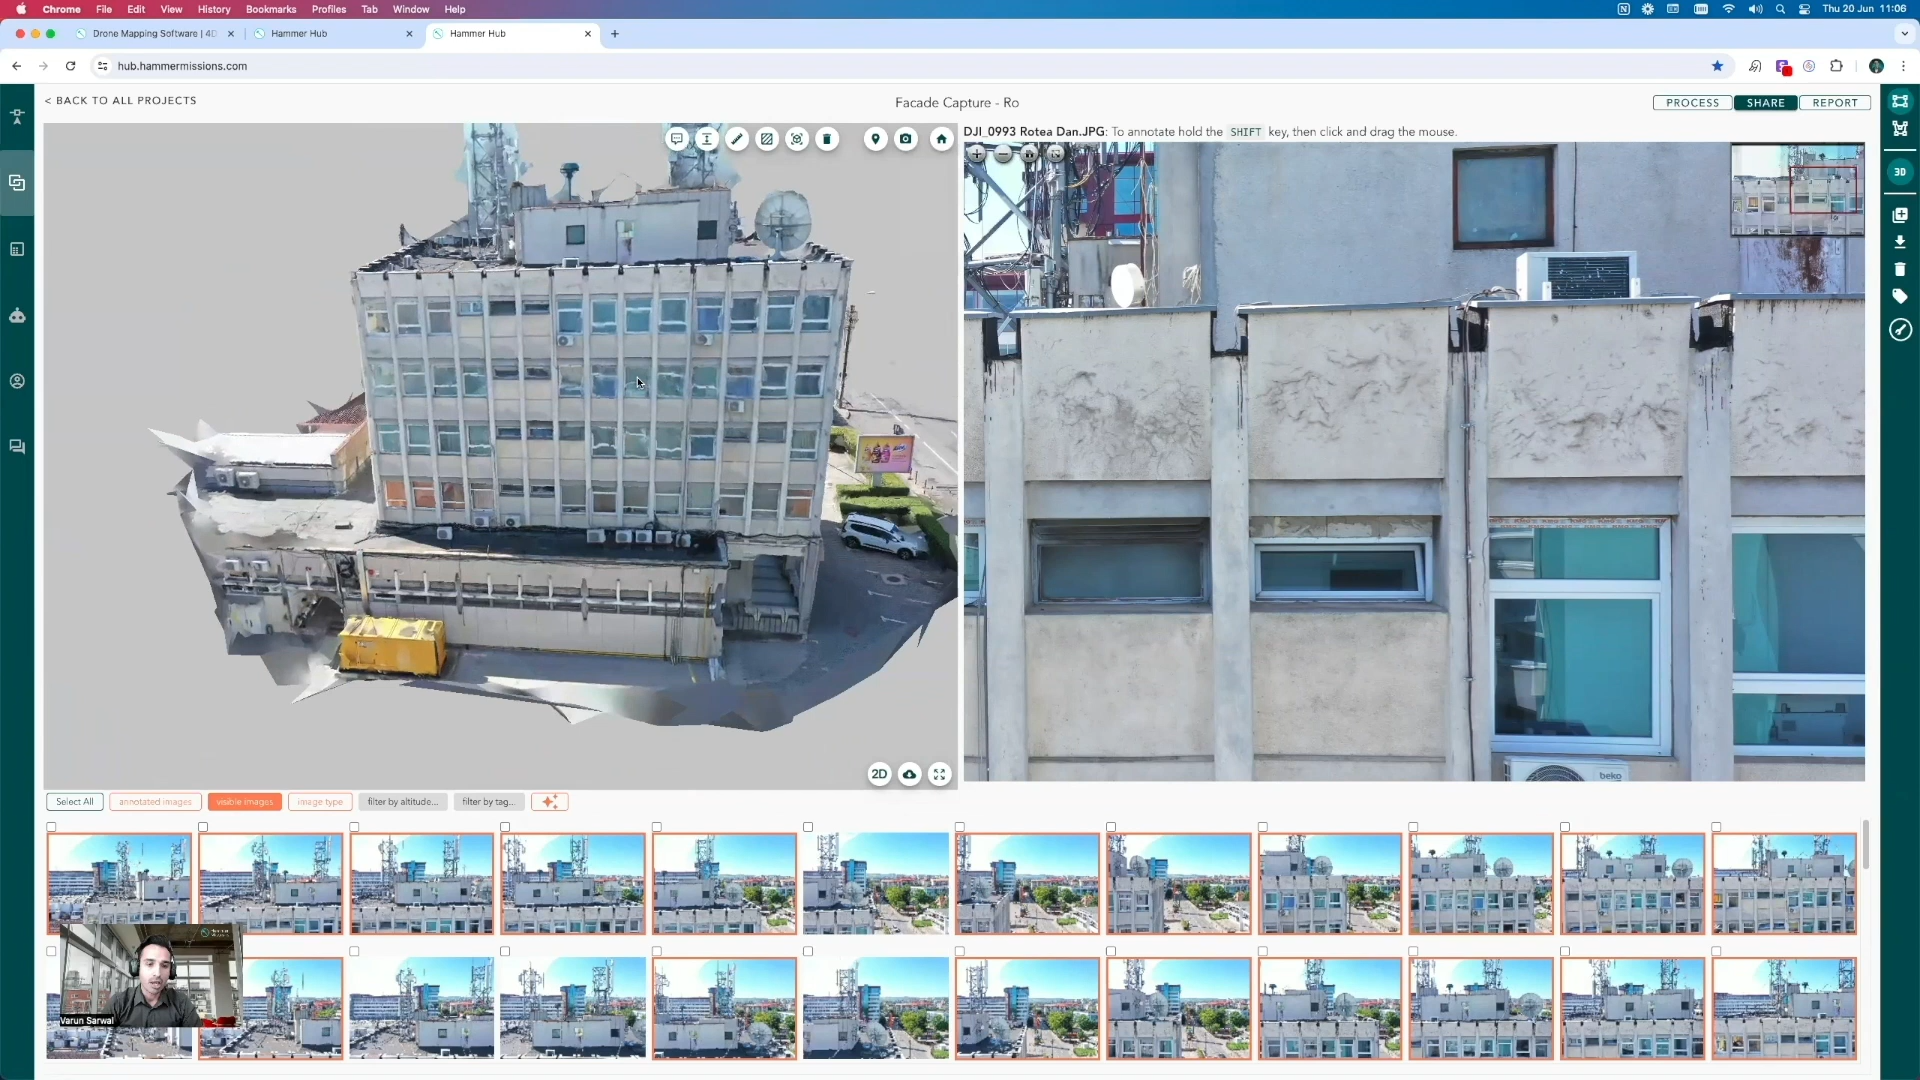 Chrome File Edit View History Bookmarks Profiles Tab Window Help
Thu 20 Jun 11:06
Drone Mapping Software | 4D
Hammer Hub
Hammer Hub
hub.hammermissions.com
< BACK TO ALL PROJECTS
Facade Capture - Ro
PROCESS
SHARE
REPORT
DJI_0993 Rotea Dan.JPG: To annotate hold the SHIFT key, then click and drag the mouse.
3D
beko
2D
Select All
annotated images
visible images
image type
filter by altitude...
filter by tag...
Varun Sarwal